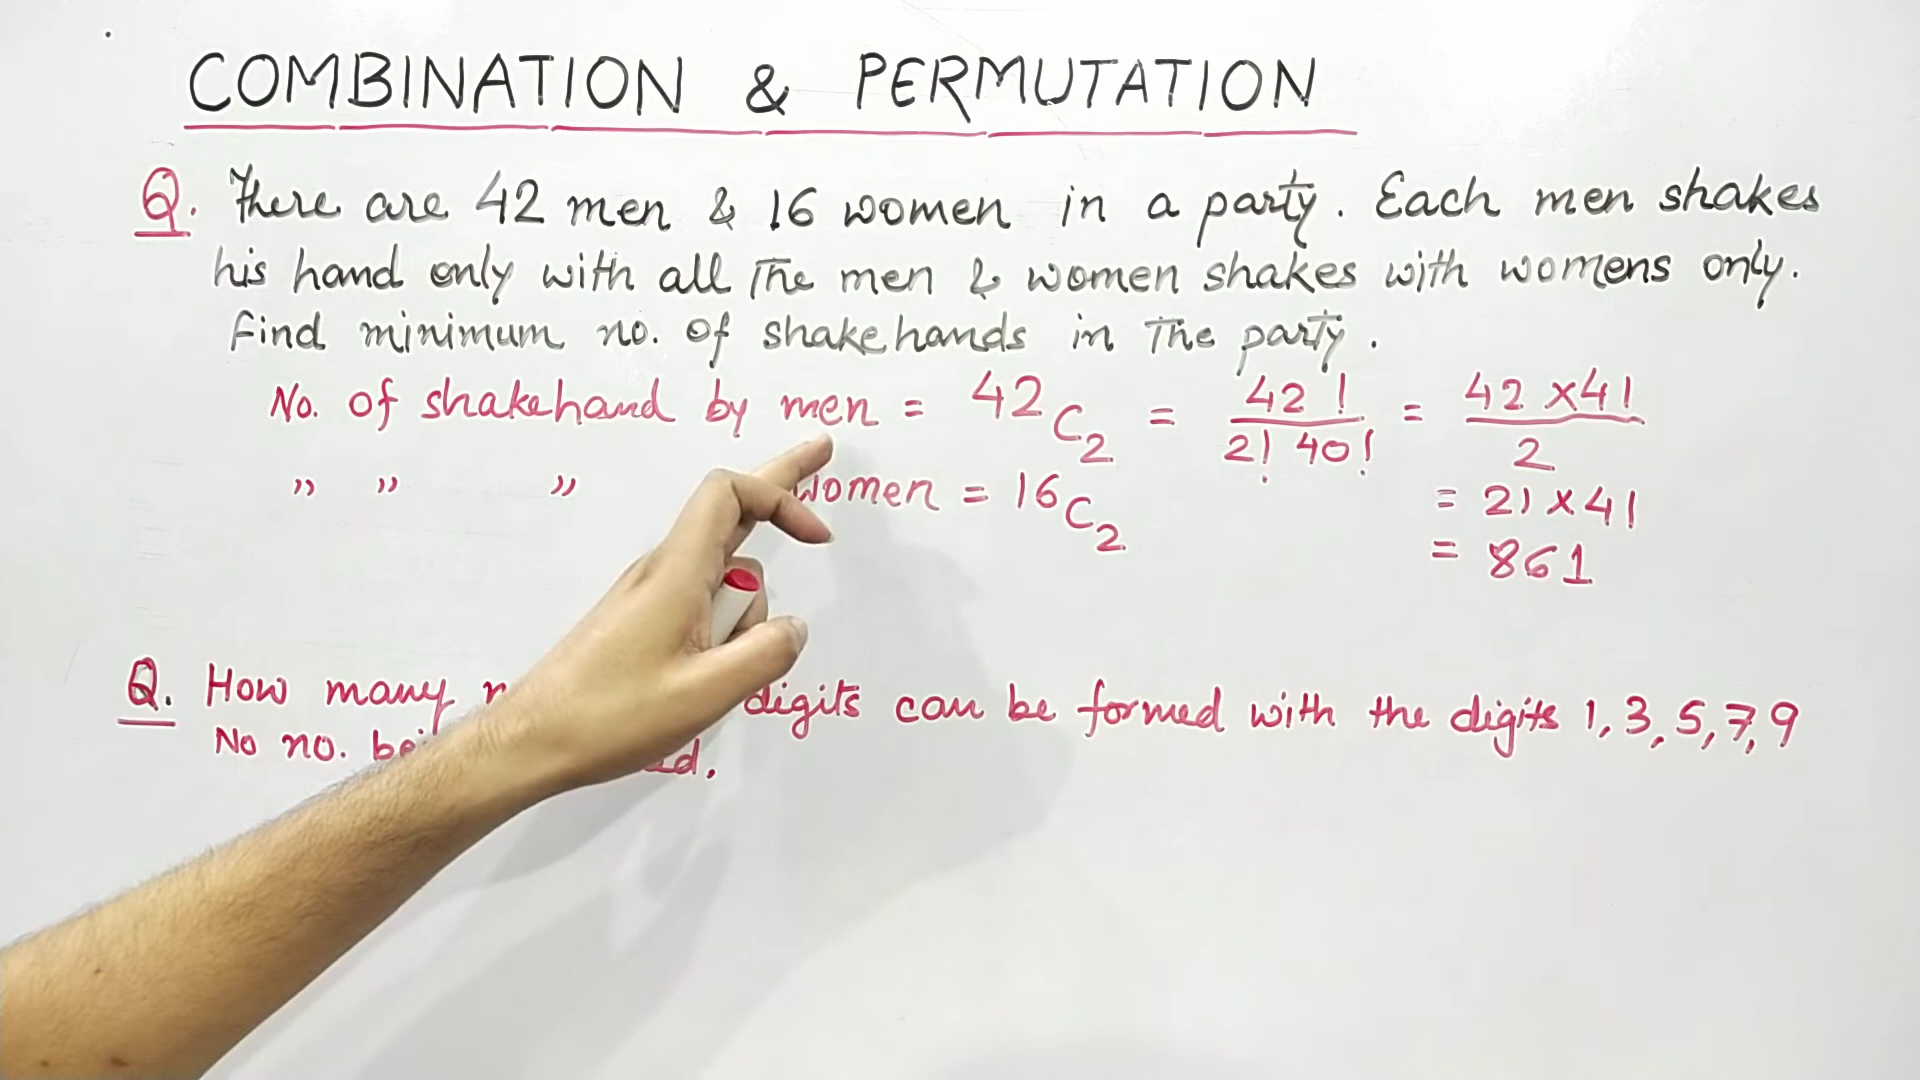 COMBINATION & PERMUTATION
Q. There are 42 men & 16 women in a party. Each men shakes
his hand only with all The men & women shakes with womens only.
Find minimum no. of shakehands in The party.
No. of shakehand by men = 42C2 = 42! / 2! 40! = 42 x 41 / 2
" " " women = 16C2 = 21 x 41
= 861
Q. How many digits can be formed with the digits 1, 3, 5, 7, 9
No no.